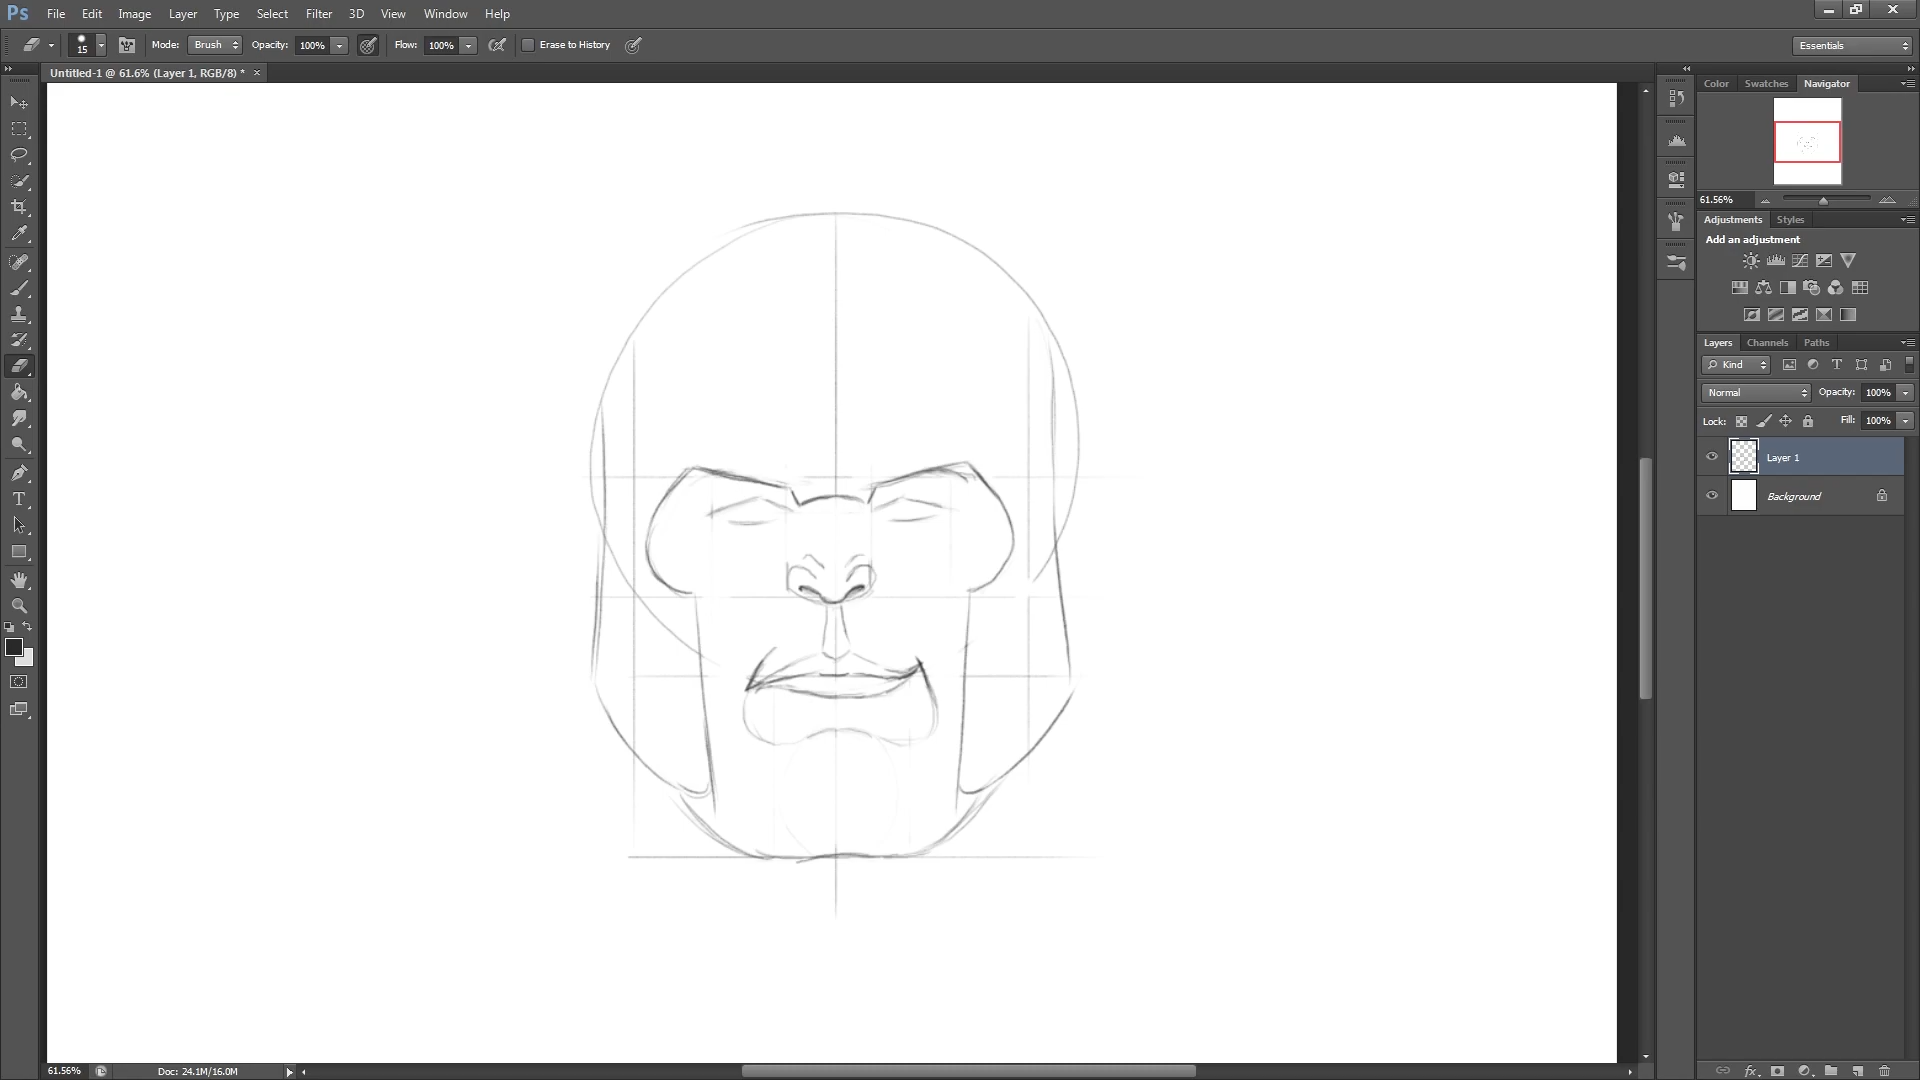 Ps File Edit Image Layer Type Select Filter 3D View Window Help
15 Mode: Brush Opacity: 100% Flow: 100% Erase to History Essentials
Untitled-1 @ 61.6% (Layer 1, RGB/8) * ×
Color Swatches Navigator
61.56%
Adjustments Styles
Add an adjustment
Layers Channels Paths
Kind
Normal Opacity: 100%
Lock: Fill: 100%
Layer 1
Background
T
61.56% Doc: 24.1M/16.0M
fx